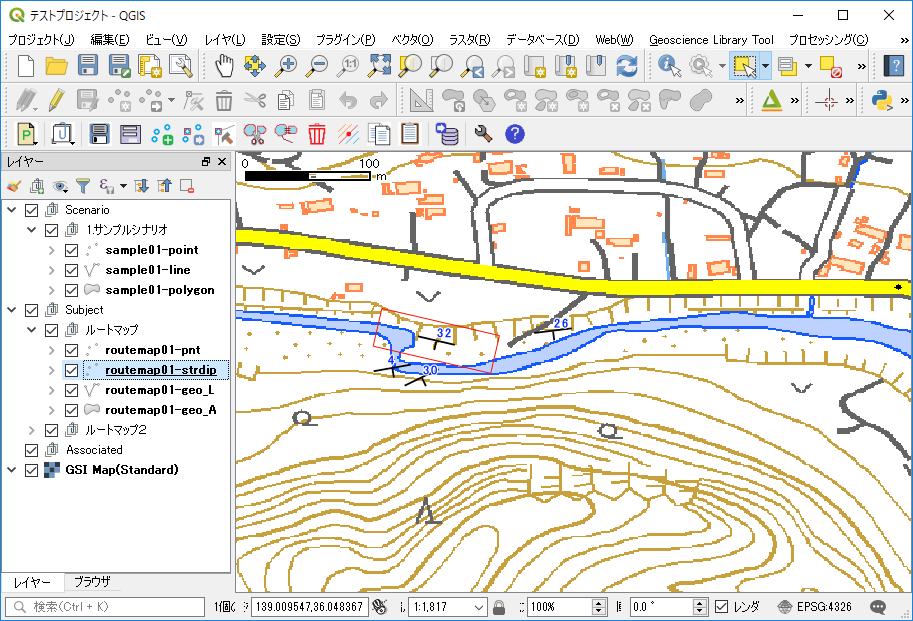 テストプロジェクト - QGIS
プロジェクト(J) 編集(E) ビュー(V) レイヤ(L) 設定(S) プラグイン(P) ベクタ(O) ラスタ(R) データベース(D) Web(W) Geoscience Library Tool プロセッシング(C) »
レイヤー
0 100 m
Scenario
1.サンプルシナリオ
sample01-point
sample01-line
sample01-polygon
Subject
ルートマップ
routemap01-pnt
routemap01-strdip
routemap01-geo_L
routemap01-geo_A
ルートマップ2
Associated
GSI Map(Standard)
32
26
30
レイヤー ブラウザ
検索(Ctrl + K) 139.009547,36.048367 1:1,817 100% 0.0 ° レンダ EPSG:4326